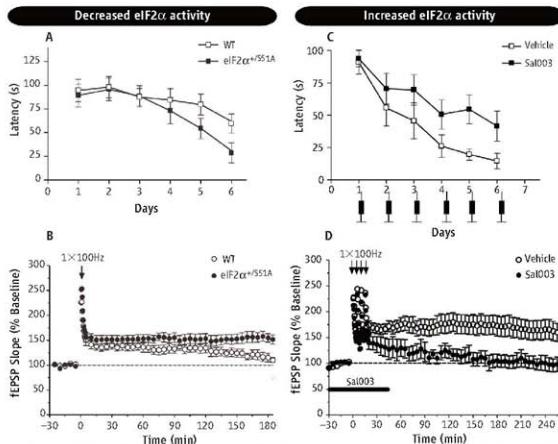 Decreased eIF2α activity
A
WT
eIF2α+/S51A
Latency (s)
125
100
75
50
25
0
0 1 2 3 4 5 6
Days
B
1×100Hz
WT
eIF2α+/S51A
fEPSP Slope (% Baseline)
300
250
200
150
100
50
0
−30 0 30 60 90 120 150 180
Time (min)
Increased eIF2α activity
C
Vehicle
Sal003
Latency (s)
100
75
50
25
0
0 1 2 3 4 5 6 7
Days
D
1×100Hz
Vehicle
Sal003
fEPSP Slope (% Baseline)
300
250
200
150
100
50
0
Sal003
−30 0 30 60 90 120 150 180 210 240
Time (min)